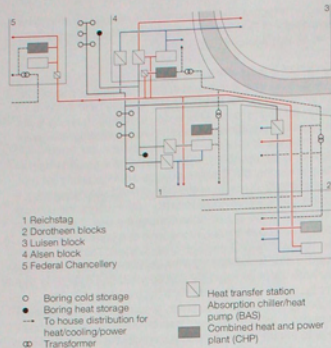 5
4
3
1
2
1 Reichstag
2 Dorotheen blocks
3 Luisen block
4 Alsen block
5 Federal Chancellery
Boring cold storage
Boring heat storage
To house distribution for
heat/cooling/power
Transformer
Heat transfer station
Absorption chiller/heat
pump (BAS)
Combined heat and power
plant (CHP)